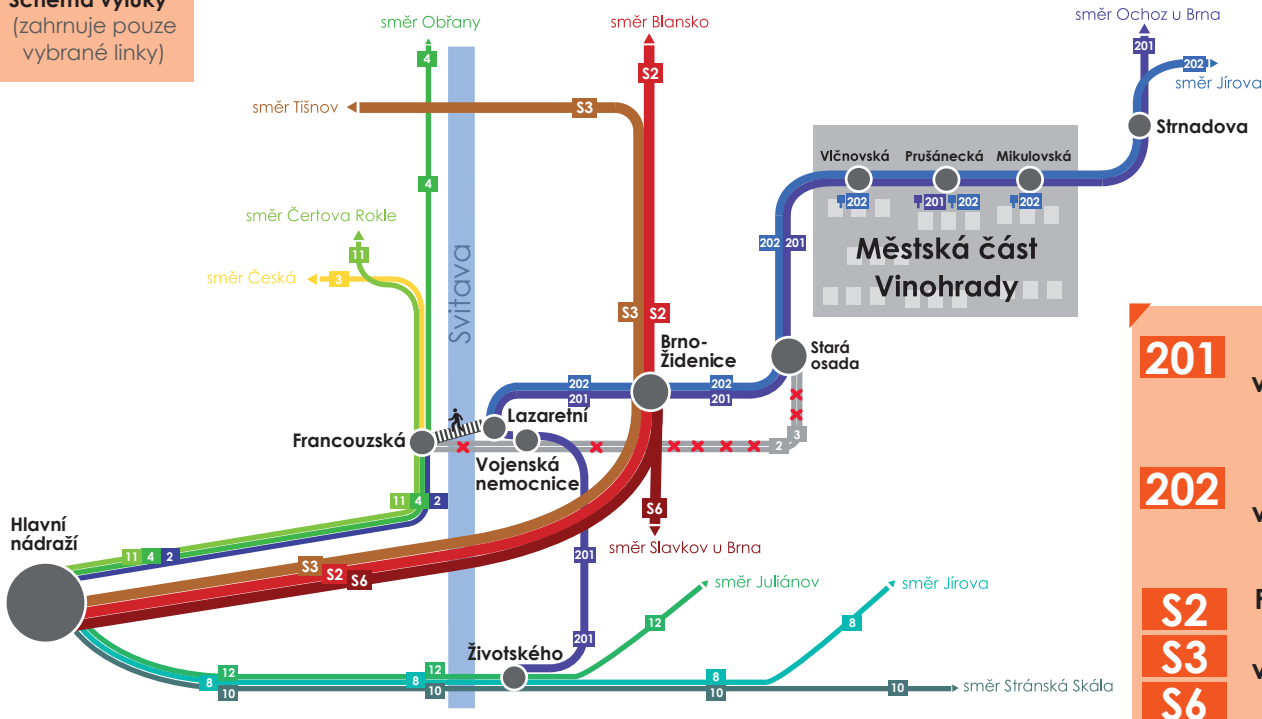 Schéma výluky
(zahrnuje pouze
vybrané linky)
směr Obřany
4
směr Blansko
S2
směr Ochoz u Brna
201
202
směr Jírova
Strnadova
směr Tišnov
S3
4
Vlčnovská
Prušánecká
Mikulovská
202
201
202
202
Městská část
Vinohrady
směr Čertova Rokle
11
směr Česká
3
Svitava
202
201
S3
S2
Brno-
Židenice
Stará
osada
202
201
202
201
Lazaretní
Francouzská
Vojenská
nemocnice
2
3
11
4
2
S6
směr Slavkov u Brna
Hlavní
nádraží
11
4
2
S3
S2
S6
201
směr Juliánov
12
směr Jírova
8
201
Životského
12
8
10
12
8
10
8
10
10
směr Stránská Skála
201
v
202
v
S2
F
S3
v
S6